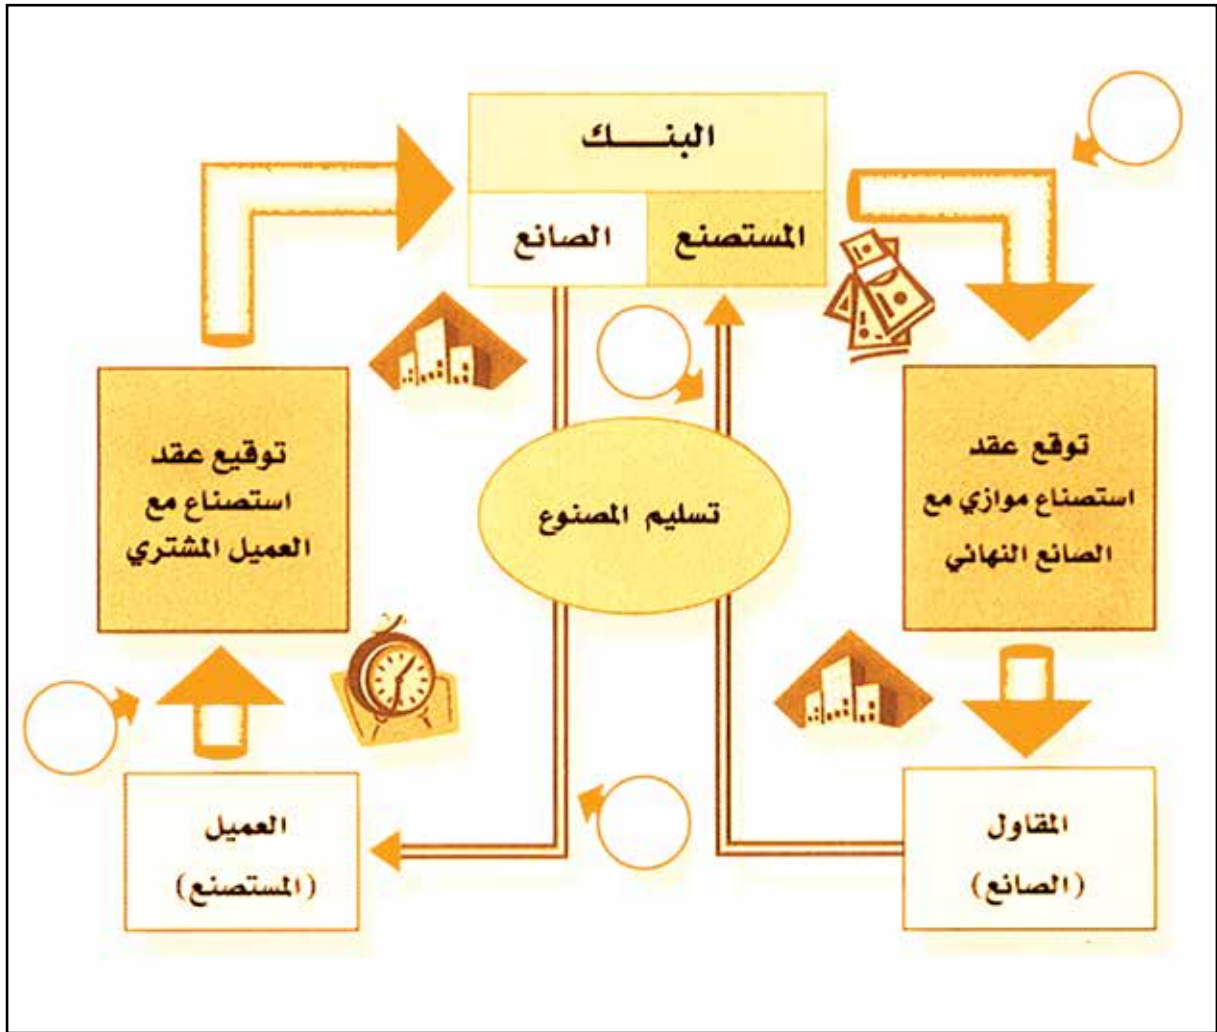 البنــــك
المستصنع
الصانع
توقع عقد
استصناع موازي مع
الصانع النهائي
توقيع عقد
استصناع مع
العميل المشتري
تسليم المصنوع
المقاول
(الصانع)
العميل
(المستصنع)